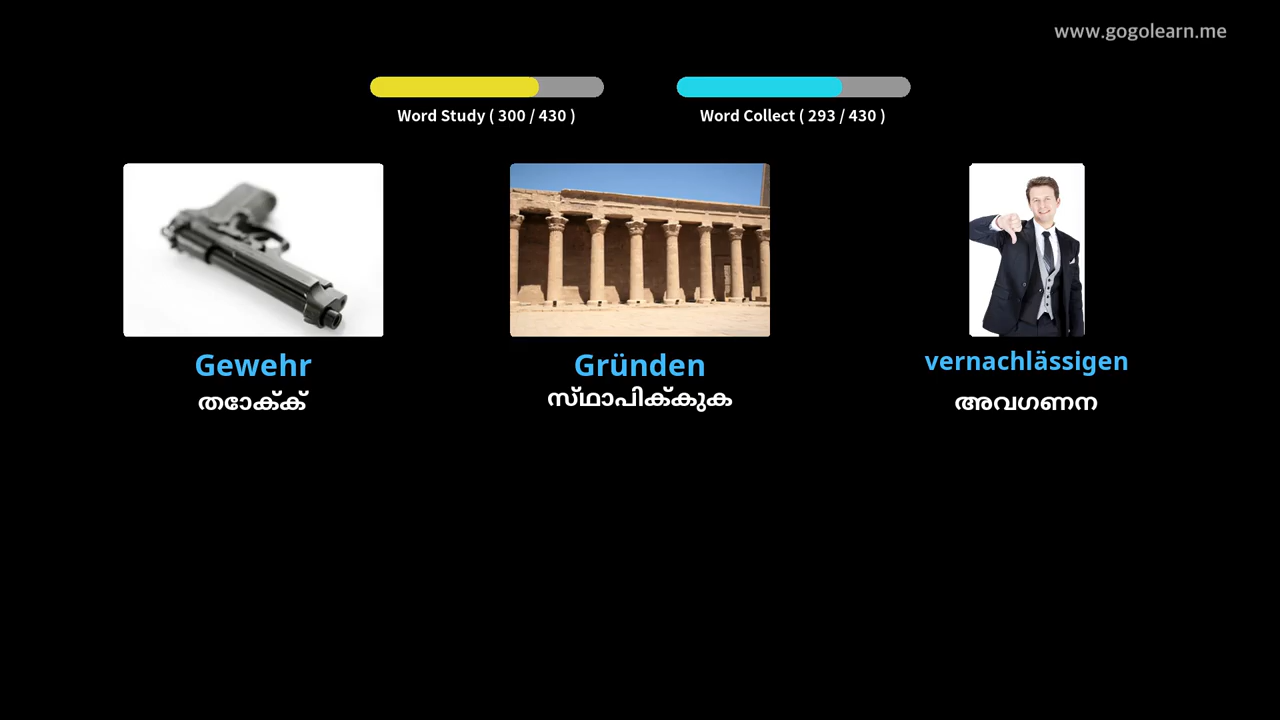 www.gogolearn.me
Word Study ( 300 / 430 )
Word Collect ( 293 / 430 )
Gewehr
തോക്ക്
Gründen
സ്ഥാപിക്കുക
vernachlässigen
അവഗണന